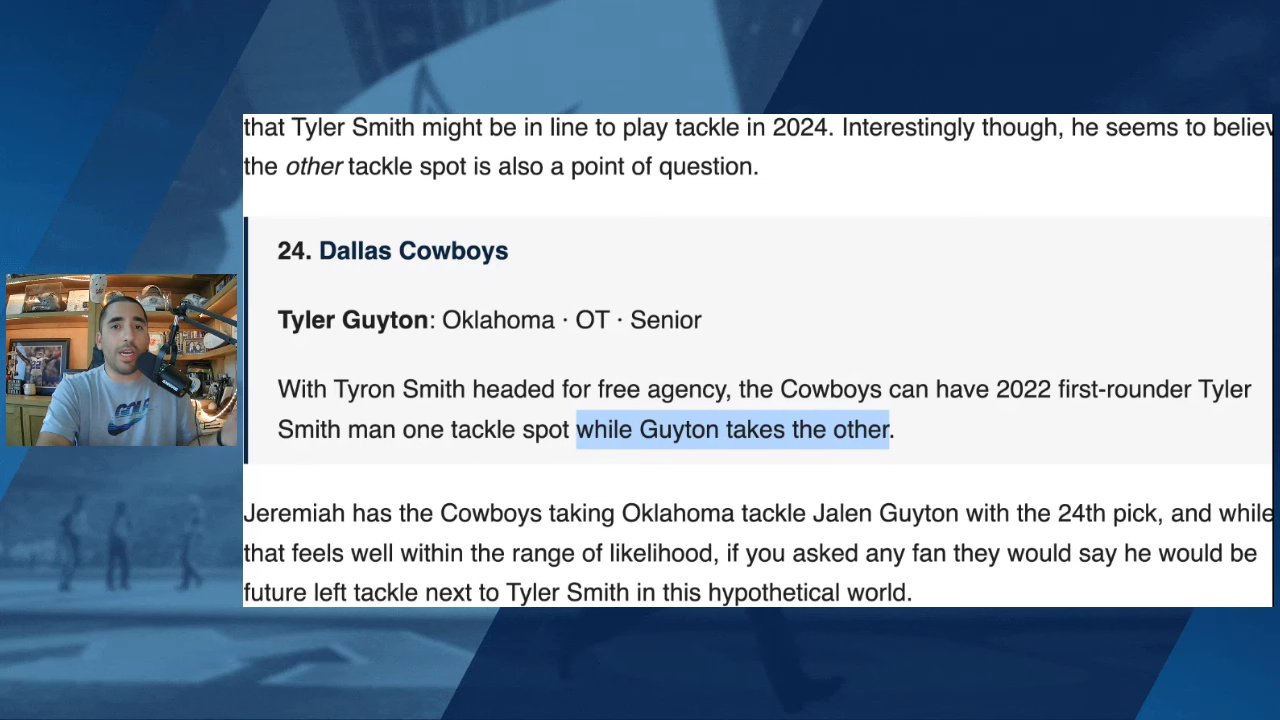 that Tyler Smith might be in line to play tackle in 2024. Interestingly though, he seems to believ
the other tackle spot is also a point of question.
24. Dallas Cowboys
Tyler Guyton: Oklahoma · OT · Senior
With Tyron Smith headed for free agency, the Cowboys can have 2022 first-rounder Tyler
Smith man one tackle spot while Guyton takes the other.
Jeremiah has the Cowboys taking Oklahoma tackle Jalen Guyton with the 24th pick, and while
that feels well within the range of likelihood, if you asked any fan they would say he would be
future left tackle next to Tyler Smith in this hypothetical world.
GOLF
22